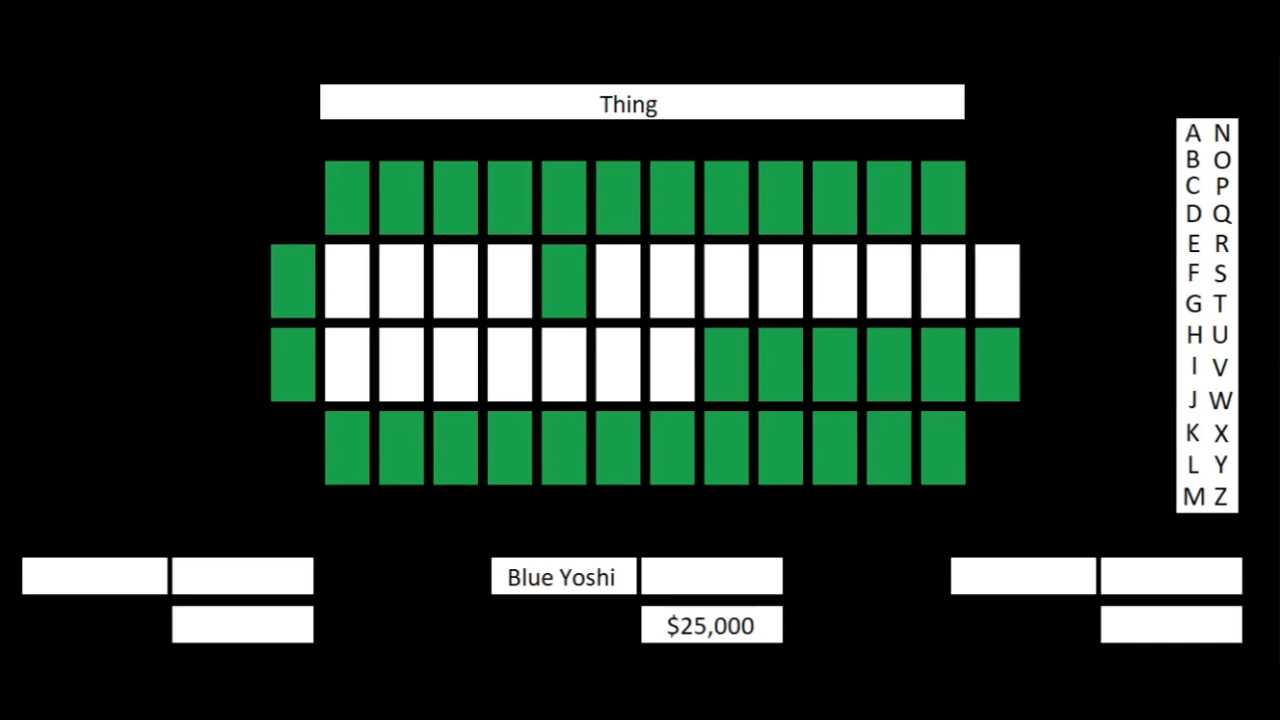 Thing
A N
B O
C P
D Q
E R
F S
G T
H U
I V
J W
K X
L Y
M Z
Blue Yoshi
$25,000